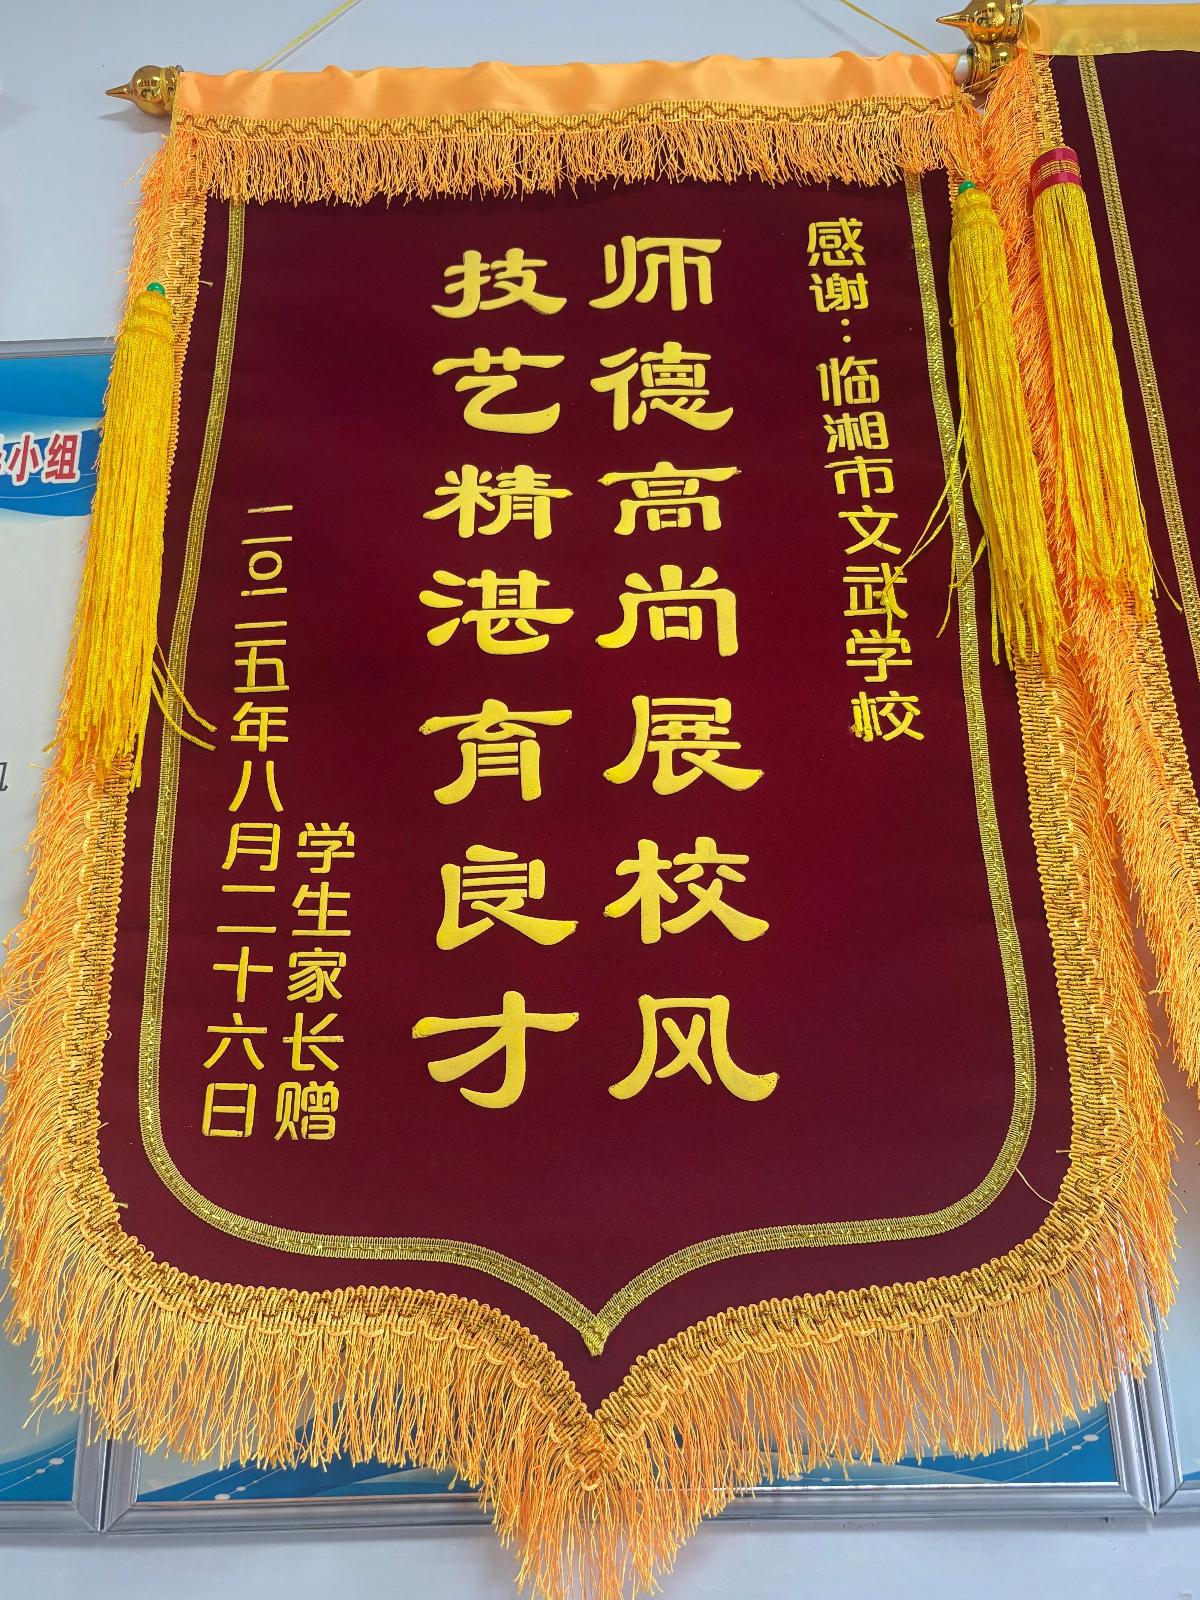 感谢：临湘市文武学校
师德高尚展校风
技艺精湛育良才
学生家长赠
二〇二五年八月二十六日
小组